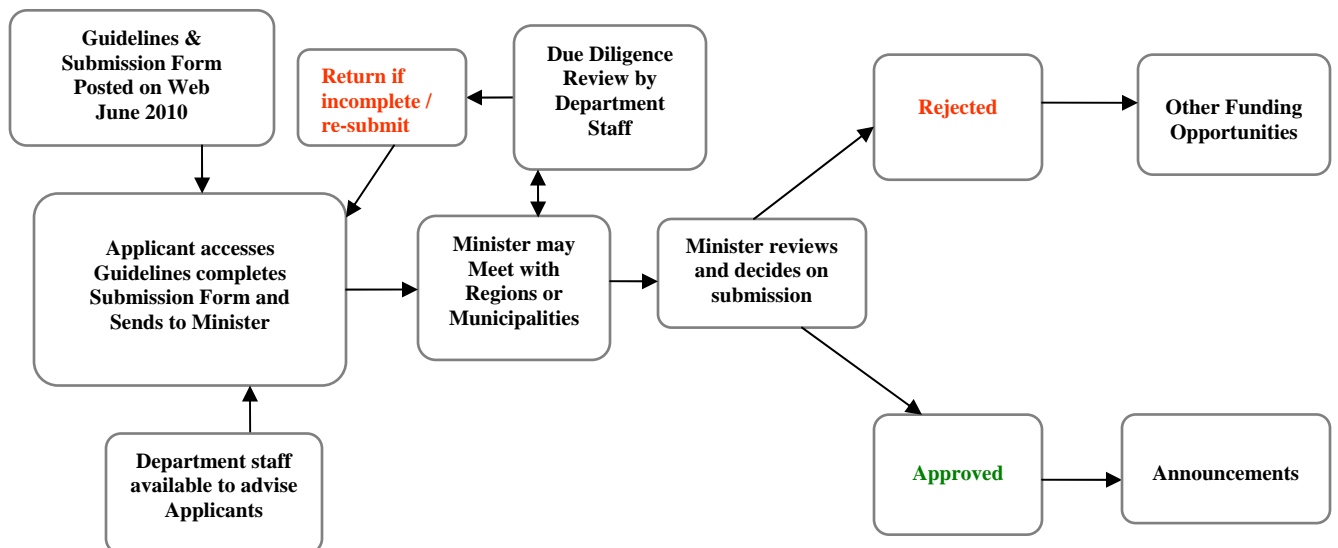 Guidelines &
Submission Form
Posted on Web
June 2010
Return if
incomplete /
re-submit
Due Diligence
Review by
Department
Staff
Rejected
Other Funding
Opportunities
Applicant accesses
Guidelines completes
Submission Form and
Sends to Minister
Minister may
Meet with
Regions or
Municipalities
Minister reviews
and decides on
submission
Department staff
available to advise
Applicants
Approved
Announcements